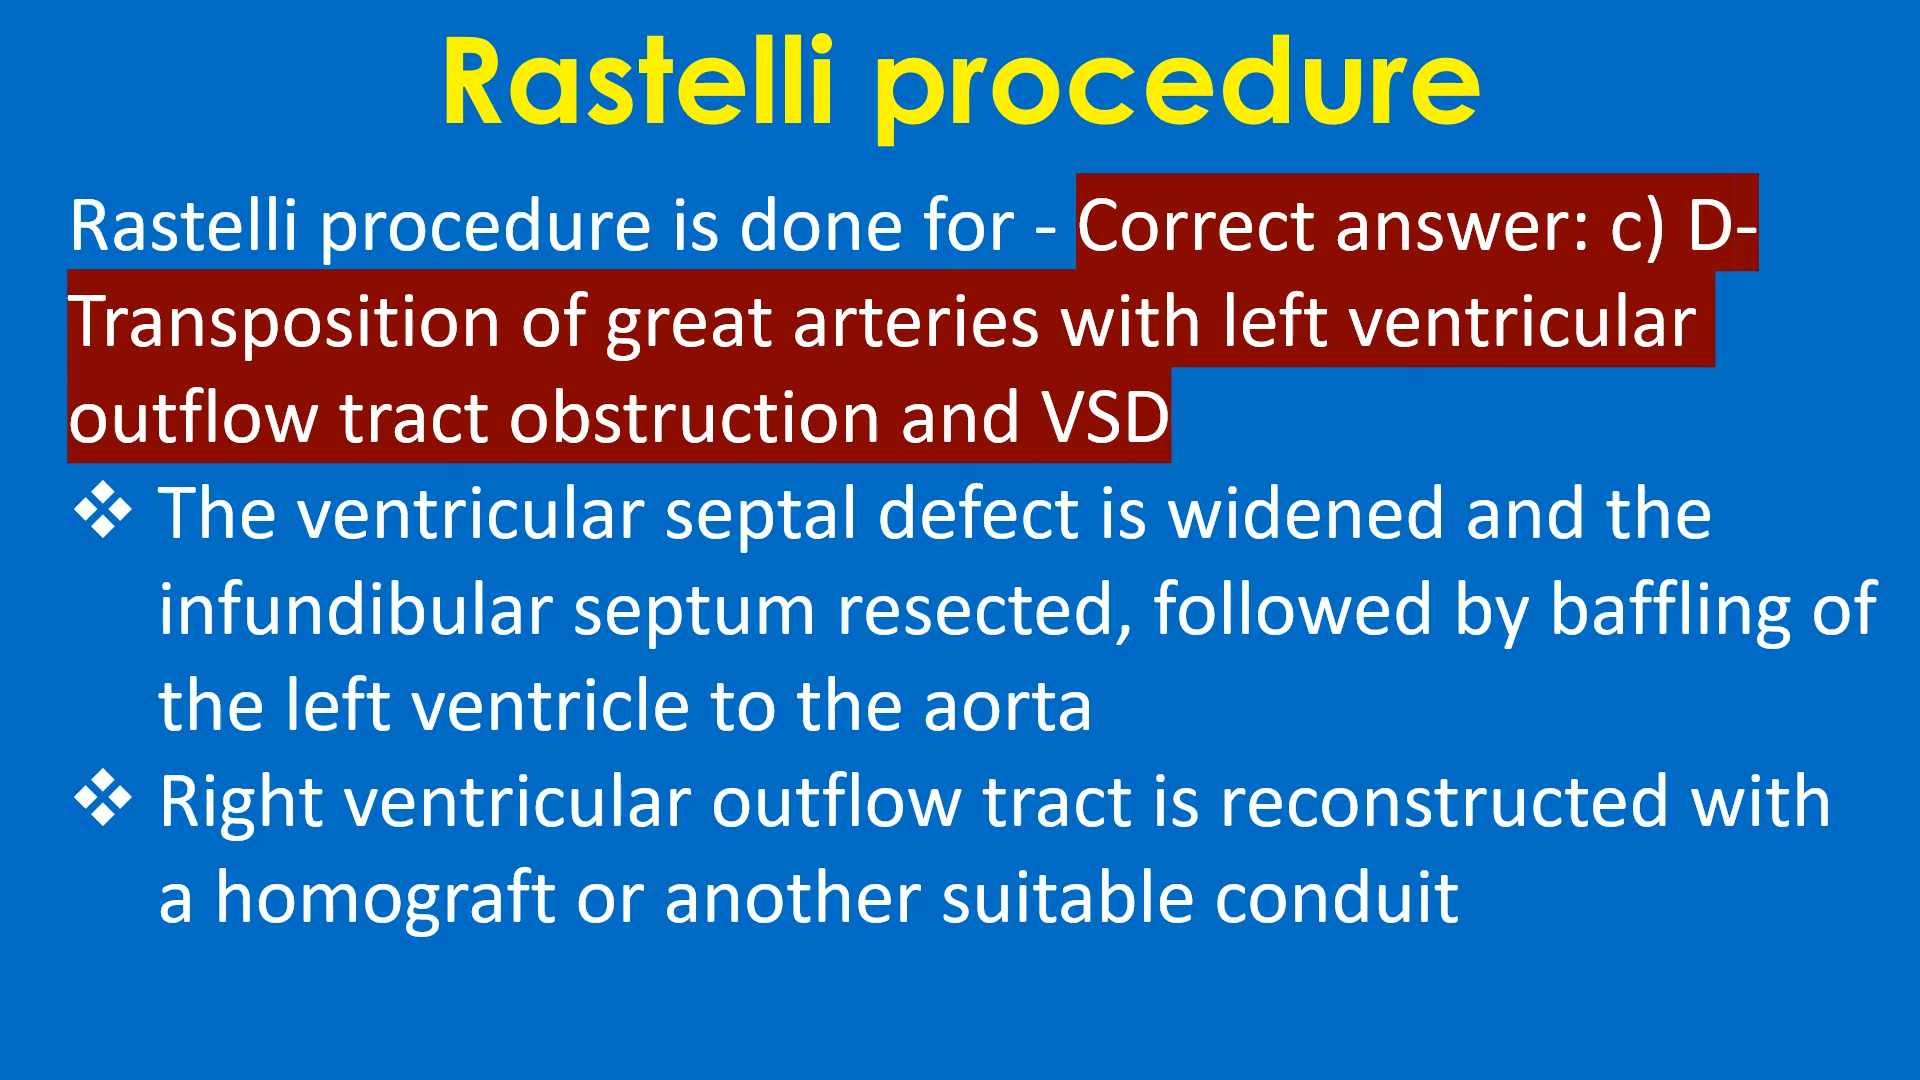 Rastelli procedure
Rastelli procedure is done for - Correct answer: c) D-
Transposition of great arteries with left ventricular
outflow tract obstruction and VSD
❖ The ventricular septal defect is widened and the
infundibular septum resected, followed by baffling of
the left ventricle to the aorta
❖ Right ventricular outflow tract is reconstructed with
a homograft or another suitable conduit